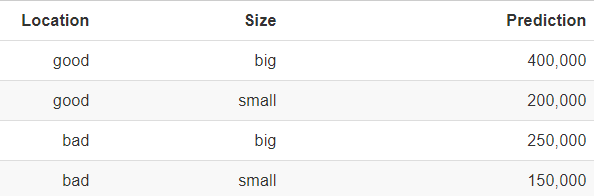 Location Size Prediction
good big 400,000
good small 200,000
bad big 250,000
bad small 150,000